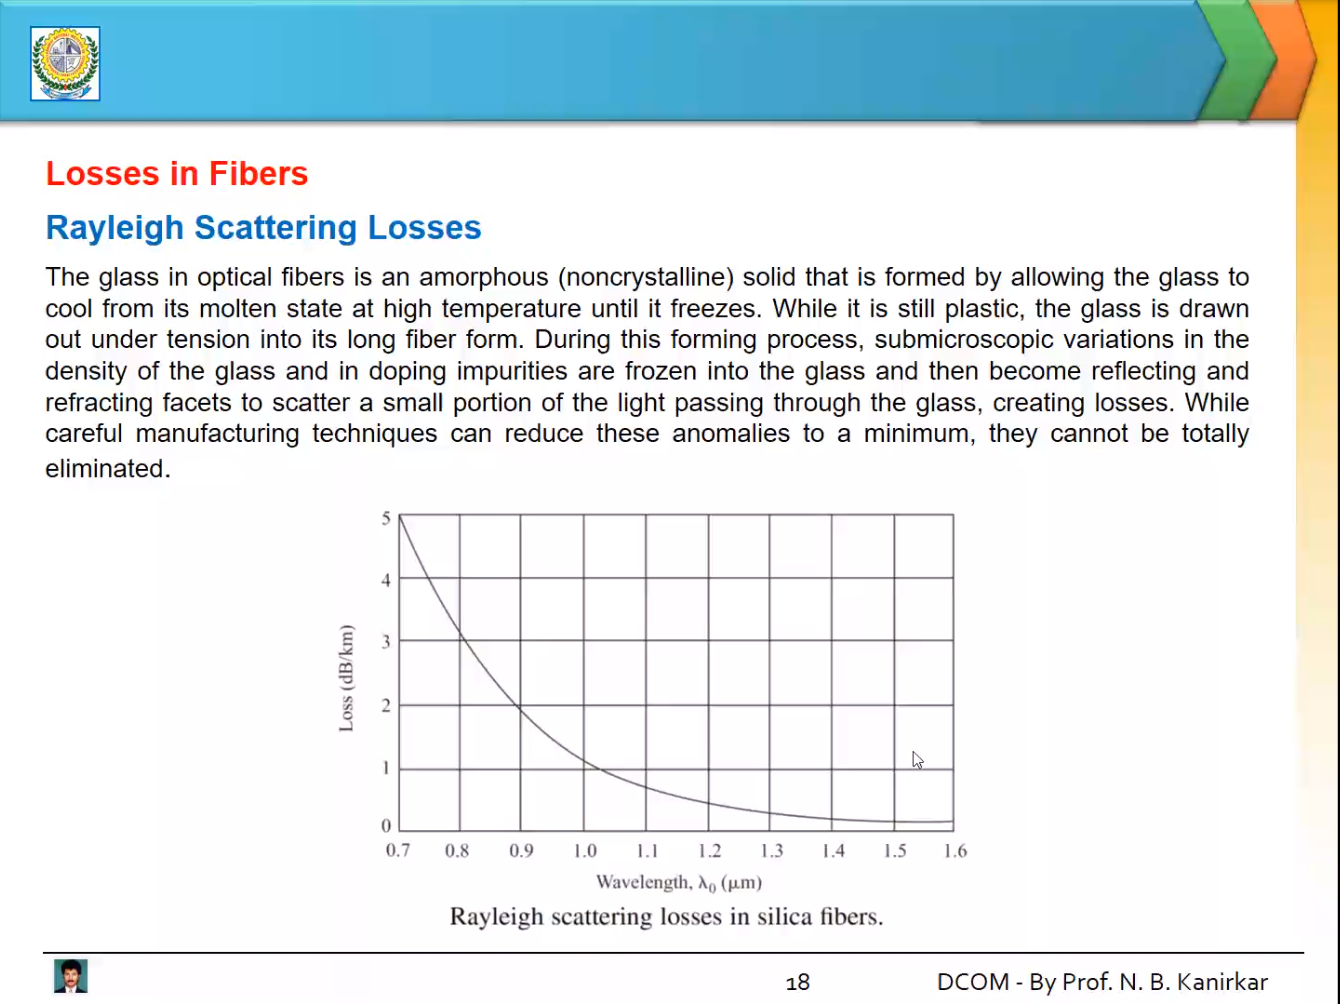 Losses in Fibers
Rayleigh Scattering Losses
The glass in optical fibers is an amorphous (noncrystalline) solid that is formed by allowing the glass to
cool from its molten state at high temperature until it freezes. While it is still plastic, the glass is drawn
out under tension into its long fiber form. During this forming process, submicroscopic variations in the
density of the glass and in doping impurities are frozen into the glass and then become reflecting and
refracting facets to scatter a small portion of the light passing through the glass, creating losses. While
careful manufacturing techniques can reduce these anomalies to a minimum, they cannot be totally
eliminated.
5
4
3
2
1
0
Loss (dB/km)
0.7 0.8 0.9 1.0 1.1 1.2 1.3 1.4 1.5 1.6
Wavelength, λ₀ (μm)
Rayleigh scattering losses in silica fibers.
18
DCOM - By Prof. N. B. Kanirkar